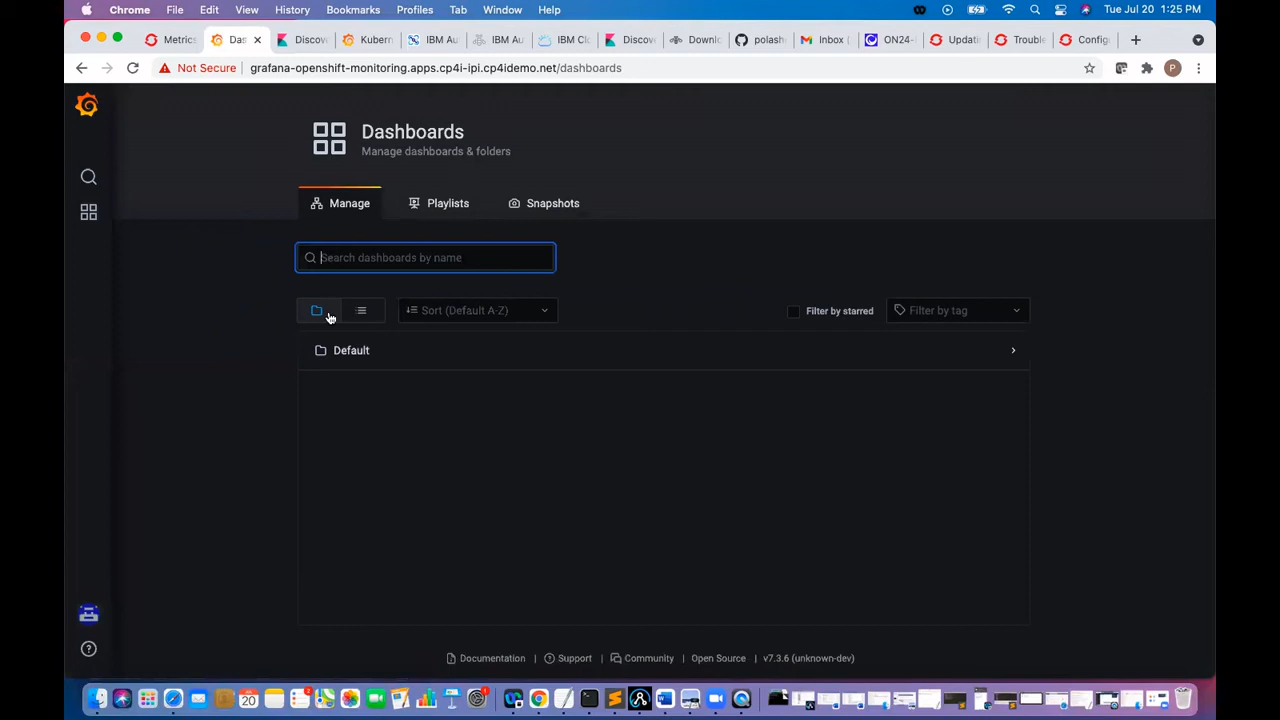 Chrome File Edit View History Bookmarks Profiles Tab Window Help Tue Jul 20 1:25 PM
Metrics Das Discov Kubern IBM Au IBM Au IBM Clo Discov Downlo polash Inbox ( ON24- Updati Trouble Config
Not Secure grafana-openshift-monitoring.apps.cp4i-ipi.cp4idemo.net/dashboards P
Dashboards
Manage dashboards & folders
Manage Playlists Snapshots
Search dashboards by name
Sort (Default A-Z) Filter by starred Filter by tag
Default
Documentation | Support | Community | Open Source | v7.3.6 (unknown-dev)
20